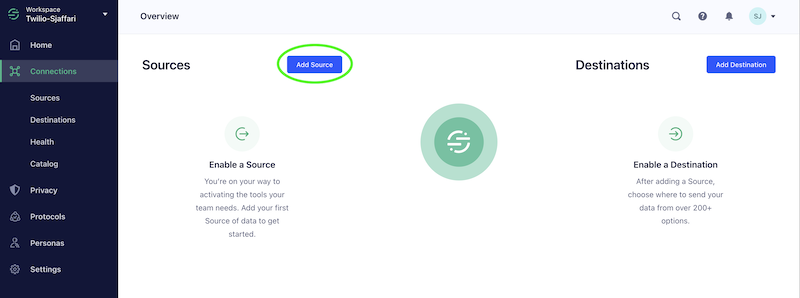 Workspace
Twilio-Sjaffari
Overview
SJ
Home
Connections
Sources
Destinations
Health
Catalog
Privacy
Protocols
Personas
Settings
Sources
Add Source
Enable a Source
You're on your way to
activating the tools your
team needs. Add your first
Source of data to get
started.
Destinations
Add Destination
Enable a Destination
After adding a Source,
choose where to send your
data from over 200+
options.